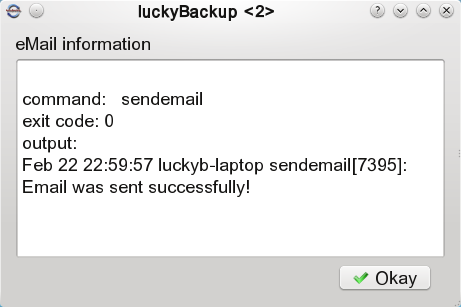 luckyBackup <2>
eMail information
command:   sendemail
exit code: 0
output:
Feb 22 22:59:57 luckyb-laptop sendemail[7395]:
Email was sent successfully!
Okay